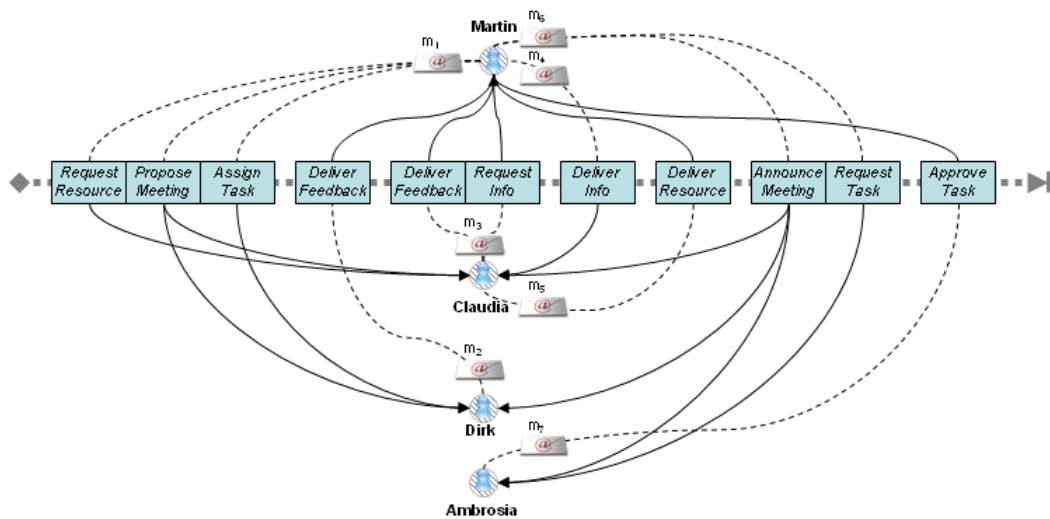 Martin
m6
m1
m4
Request Resource
Propose Meeting
Assign Task
Deliver Feedback
Deliver Feedback
Request Info
Deliver Info
Deliver Resource
Announce Meeting
Request Task
Approve Task
m3
Claudia
m5
m2
Dirk
m7
Ambrosia